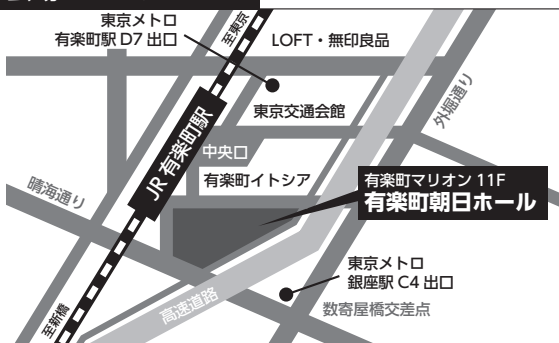 東京メトロ
有楽町駅 D7 出口
至東京
LOFT・無印良品
外堀通り
東京交通会館
JR 有楽町駅
中央口
有楽町イトシア
晴海通り
有楽町マリオン 11F
有楽町朝日ホール
東京メトロ
銀座駅 C4 出口
高速道路
数寄屋橋交差点
至新橋